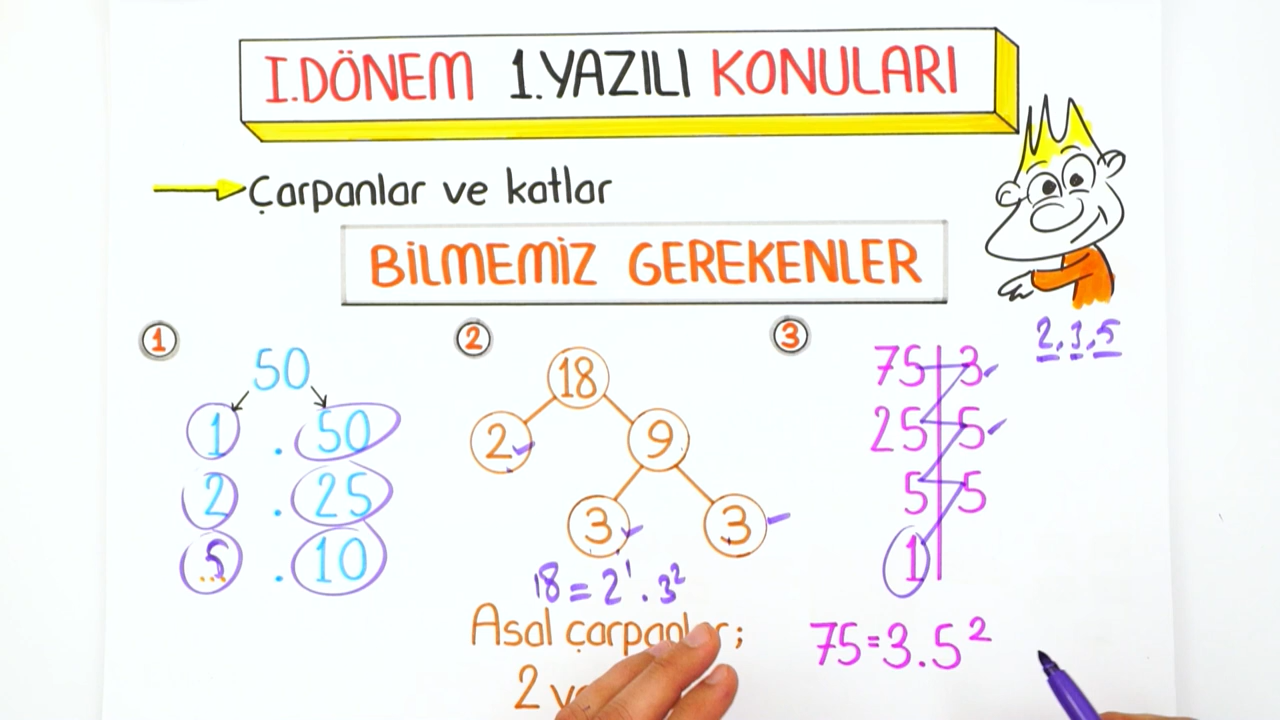 I.DÖNEM 1.YAZILI KONULARI
Çarpanlar ve katlar
BİLMEMİZ GEREKENLER
1
50
1 . 50
2 . 25
5 . 10
2
18
2 9
3 3
18 = 2¹ . 3²
Asal çarpanlar;
2
3
2, 3, 5
75 3
25 5
5 5
1
75=3.5²